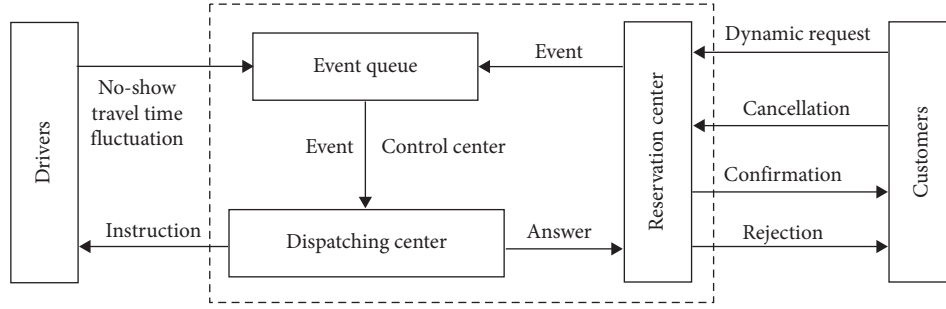 Drivers
No-show
travel time
fluctuation
Instruction
Event queue
Event
Event
Control center
Dispatching center
Answer
Reservation center
Dynamic request
Cancellation
Confirmation
Rejection
Customers